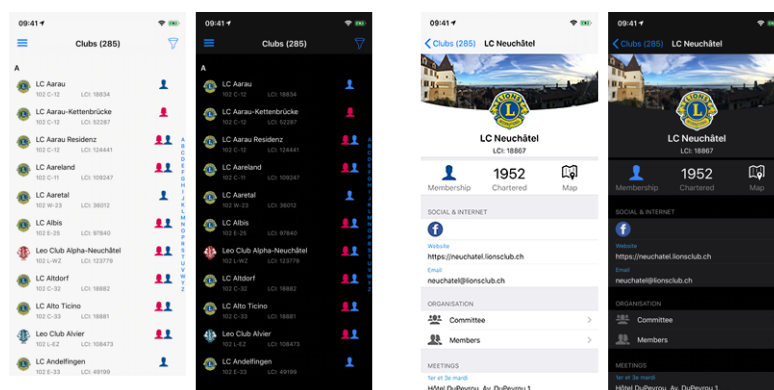 09:41
Clubs (285)
A
LC Aarau
102 C-12 LCI: 18834
LC Aarau-Kettenbrücke
102 C-12 LCI: 52287
LC Aarau Residenz
102 C-12 LCI: 124441
LC Aareland
102 C-11 LCI: 109247
LC Aaretal
102 W-23 LCI: 36012
LC Albis
102 E-25 LCI: 97840
Leo Club Alpha-Neuchâtel
102 L-WZ LCI: 123779
LC Altdorf
102 C-32 LCI: 18882
LC Alto Ticino
102 C-33 LCI: 18881
Leo Club Alvier
102 L-EZ LCI: 108473
LC Andelfingen
102 E-33 LCI: 49199
A
B
C
D
E
F
G
H
I
J
K
L
M
N
O
P
R
S
T
U
V
W
Y
Z
09:41
Clubs (285)
A
LC Aarau
102 C-12 LCI: 18834
LC Aarau-Kettenbrücke
102 C-12 LCI: 52287
LC Aarau Residenz
102 C-12 LCI: 124441
LC Aareland
102 C-11 LCI: 109247
LC Aaretal
102 W-23 LCI: 36012
LC Albis
102 E-25 LCI: 97840
Leo Club Alpha-Neuchâtel
102 L-WZ LCI: 123779
LC Altdorf
102 C-32 LCI: 18882
LC Alto Ticino
102 C-33 LCI: 18881
Leo Club Alvier
102 L-EZ LCI: 108473
LC Andelfingen
102 E-33 LCI: 49199
A
B
C
D
E
F
G
H
I
J
K
L
M
N
O
P
R
S
T
U
V
W
Y
Z
09:41
Clubs (285) LC Neuchâtel
LIONS
L
LC Neuchâtel
LCI: 18867
1952
Membership Chartered Map
SOCIAL & INTERNET
Website
https://neuchatel.lionsclub.ch
Email
neuchatel@lionsclub.ch
ORGANISATION
Committee
Members
MEETINGS
1er et 3e mardi
Hôtel DuPeyrou, Av. DuPeyrou 1
09:41
Clubs (285) LC Neuchâtel
LIONS
L
LC Neuchâtel
LCI: 18867
1952
Membership Chartered Map
SOCIAL & INTERNET
Website
https://neuchatel.lionsclub.ch
Email
neuchatel@lionsclub.ch
ORGANISATION
Committee
Members
MEETINGS
1er et 3e mardi
Hôtel DuPeyrou, Av. DuPeyrou 1